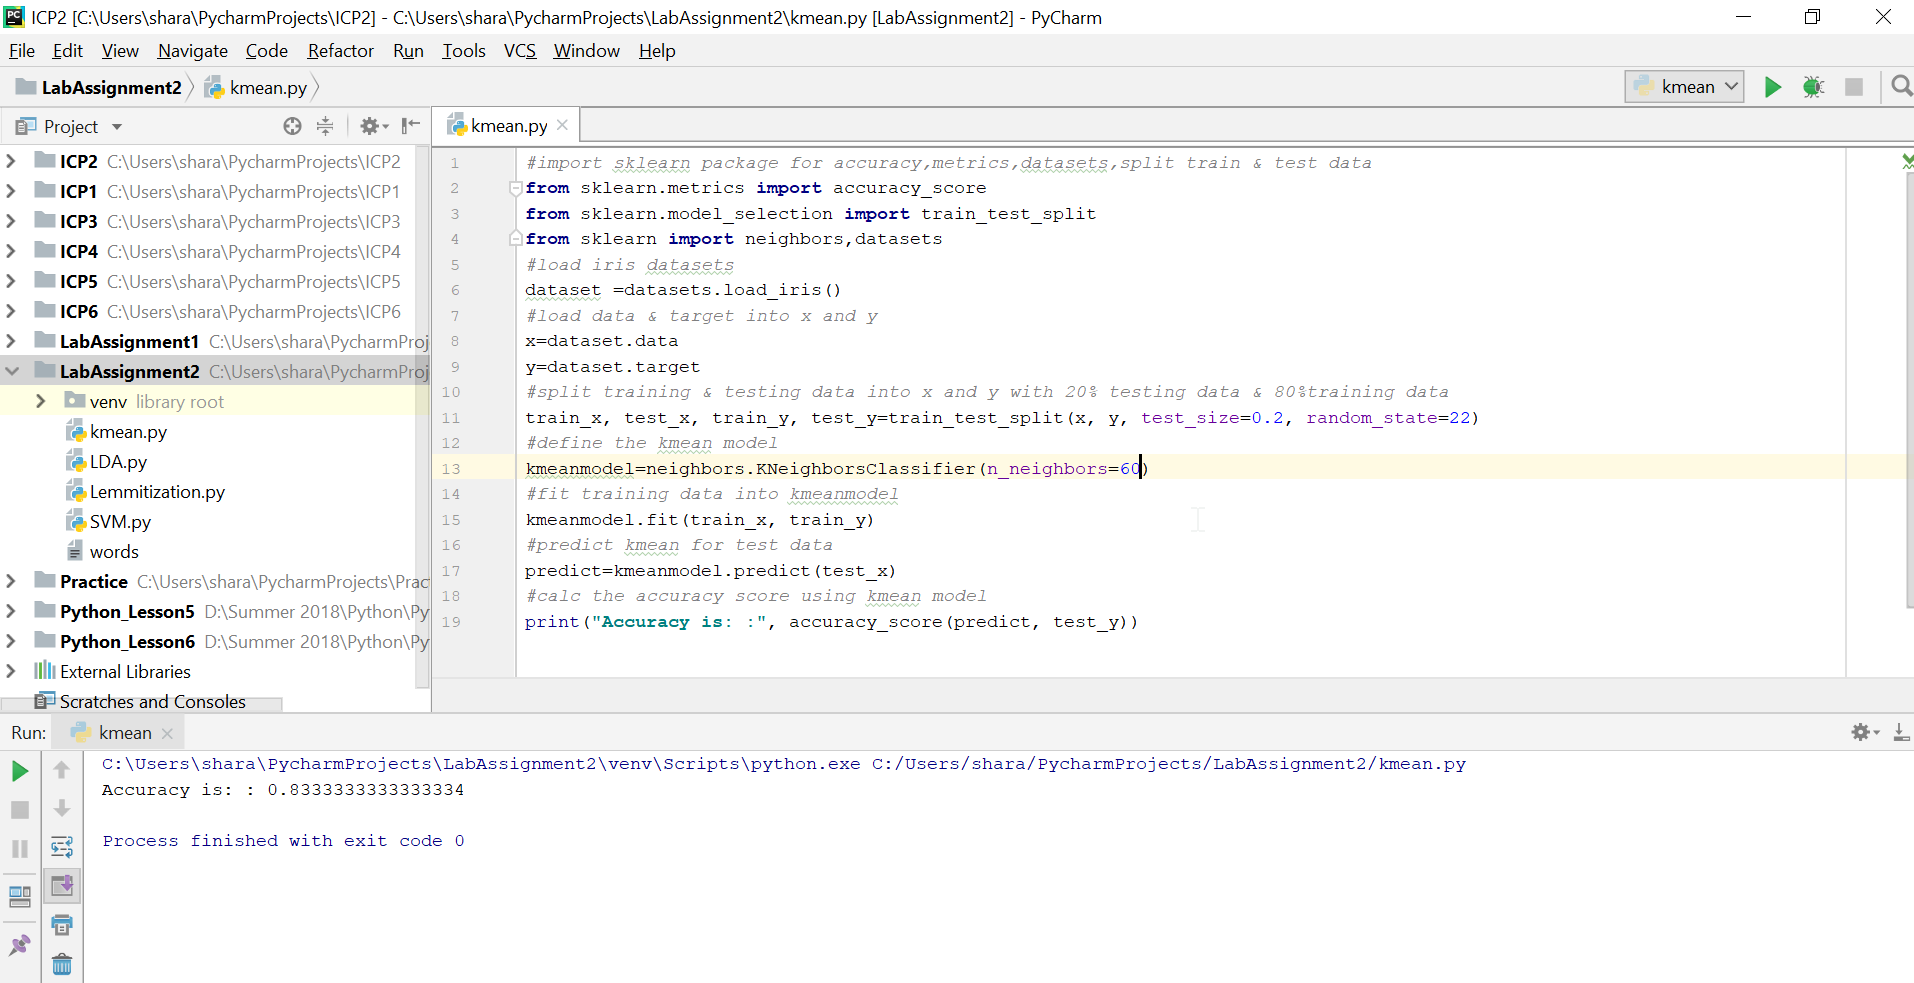 ICP2 [C:\Users\shara\PycharmProjects\ICP2] - C:\Users\shara\PycharmProjects\LabAssignment2\kmean.py [LabAssignment2] - PyCharm
File Edit View Navigate Code Refactor Run Tools VCS Window Help
LabAssignment2 kmean.py kmean
Project
ICP2 C:\Users\shara\PycharmProjects\ICP2
ICP1 C:\Users\shara\PycharmProjects\ICP1
ICP3 C:\Users\shara\PycharmProjects\ICP3
ICP4 C:\Users\shara\PycharmProjects\ICP4
ICP5 C:\Users\shara\PycharmProjects\ICP5
ICP6 C:\Users\shara\PycharmProjects\ICP6
LabAssignment1 C:\Users\shara\PycharmProj
LabAssignment2 C:\Users\shara\PycharmProj
venv library root
kmean.py
LDA.py
Lemmitization.py
SVM.py
words
Practice C:\Users\shara\PycharmProjects\Prac
Python_Lesson5 D:\Summer 2018\Python\Py
Python_Lesson6 D:\Summer 2018\Python\Py
External Libraries
Scratches and Consoles
kmean.py
1 #import sklearn package for accuracy,metrics,datasets,split train & test data
2 from sklearn.metrics import accuracy_score
3 from sklearn.model_selection import train_test_split
4 from sklearn import neighbors,datasets
5 #load iris datasets
6 dataset =datasets.load_iris()
7 #load data & target into x and y
8 x=dataset.data
9 y=dataset.target
10 #split training & testing data into x and y with 20% testing data & 80%training data
11 train_x, test_x, train_y, test_y=train_test_split(x, y, test_size=0.2, random_state=22)
12 #define the kmean model
13 kmeanmodel=neighbors.KNeighborsClassifier(n_neighbors=60)
14 #fit training data into kmeanmodel
15 kmeanmodel.fit(train_x, train_y)
16 #predict kmean for test data
17 predict=kmeanmodel.predict(test_x)
18 #calc the accuracy score using kmean model
19 print("Accuracy is: :", accuracy_score(predict, test_y))
Run: kmean
C:\Users\shara\PycharmProjects\LabAssignment2\venv\Scripts\python.exe C:/Users/shara/PycharmProjects/LabAssignment2/kmean.py
Accuracy is: : 0.8333333333333334
Process finished with exit code 0